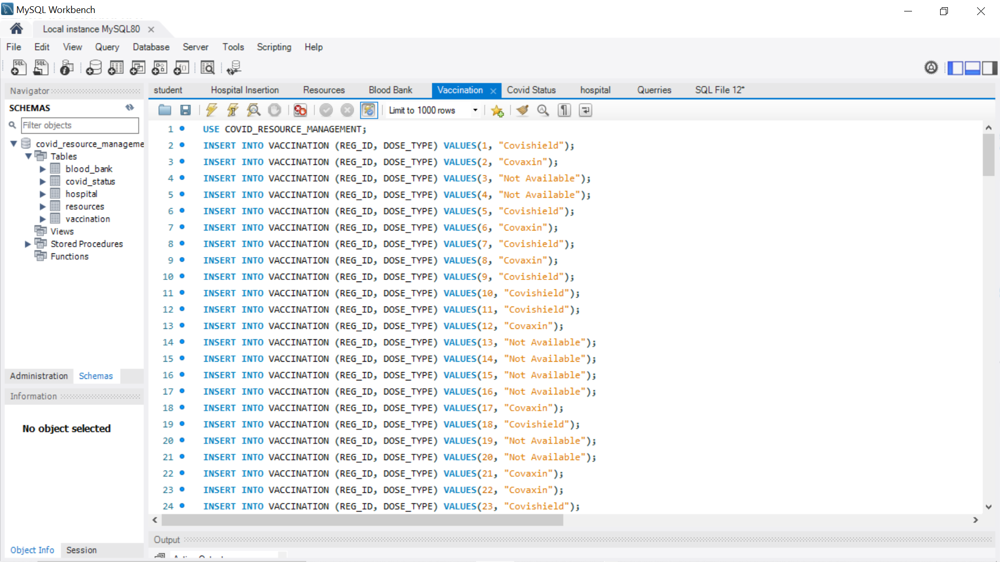 MySQL Workbench
Local instance MySQL80
File Edit View Query Database Server Tools Scripting Help
Navigator
SCHEMAS
Filter objects
covid_resource_manageme
Tables
blood_bank
covid_status
hospital
resources
vaccination
Views
Stored Procedures
Functions
Administration Schemas
Information
No object selected
Object Info Session
student Hospital Insertion Resources Blood Bank Vaccination Covid Status hospital Querries SQL File 12*
Limit to 1000 rows
1 USE COVID_RESOURCE_MANAGEMENT;
2 INSERT INTO VACCINATION (REG_ID, DOSE_TYPE) VALUES(1, "Covishield");
3 INSERT INTO VACCINATION (REG_ID, DOSE_TYPE) VALUES(2, "Covaxin");
4 INSERT INTO VACCINATION (REG_ID, DOSE_TYPE) VALUES(3, "Not Available");
5 INSERT INTO VACCINATION (REG_ID, DOSE_TYPE) VALUES(4, "Not Available");
6 INSERT INTO VACCINATION (REG_ID, DOSE_TYPE) VALUES(5, "Covishield");
7 INSERT INTO VACCINATION (REG_ID, DOSE_TYPE) VALUES(6, "Covaxin");
8 INSERT INTO VACCINATION (REG_ID, DOSE_TYPE) VALUES(7, "Covishield");
9 INSERT INTO VACCINATION (REG_ID, DOSE_TYPE) VALUES(8, "Covaxin");
10 INSERT INTO VACCINATION (REG_ID, DOSE_TYPE) VALUES(9, "Covishield");
11 INSERT INTO VACCINATION (REG_ID, DOSE_TYPE) VALUES(10, "Covishield");
12 INSERT INTO VACCINATION (REG_ID, DOSE_TYPE) VALUES(11, "Covishield");
13 INSERT INTO VACCINATION (REG_ID, DOSE_TYPE) VALUES(12, "Covaxin");
14 INSERT INTO VACCINATION (REG_ID, DOSE_TYPE) VALUES(13, "Not Available");
15 INSERT INTO VACCINATION (REG_ID, DOSE_TYPE) VALUES(14, "Not Available");
16 INSERT INTO VACCINATION (REG_ID, DOSE_TYPE) VALUES(15, "Not Available");
17 INSERT INTO VACCINATION (REG_ID, DOSE_TYPE) VALUES(16, "Not Available");
18 INSERT INTO VACCINATION (REG_ID, DOSE_TYPE) VALUES(17, "Covaxin");
19 INSERT INTO VACCINATION (REG_ID, DOSE_TYPE) VALUES(18, "Covishield");
20 INSERT INTO VACCINATION (REG_ID, DOSE_TYPE) VALUES(19, "Not Available");
21 INSERT INTO VACCINATION (REG_ID, DOSE_TYPE) VALUES(20, "Not Available");
22 INSERT INTO VACCINATION (REG_ID, DOSE_TYPE) VALUES(21, "Covaxin");
23 INSERT INTO VACCINATION (REG_ID, DOSE_TYPE) VALUES(22, "Covaxin");
24 INSERT INTO VACCINATION (REG_ID, DOSE_TYPE) VALUES(23, "Covishield");
Output